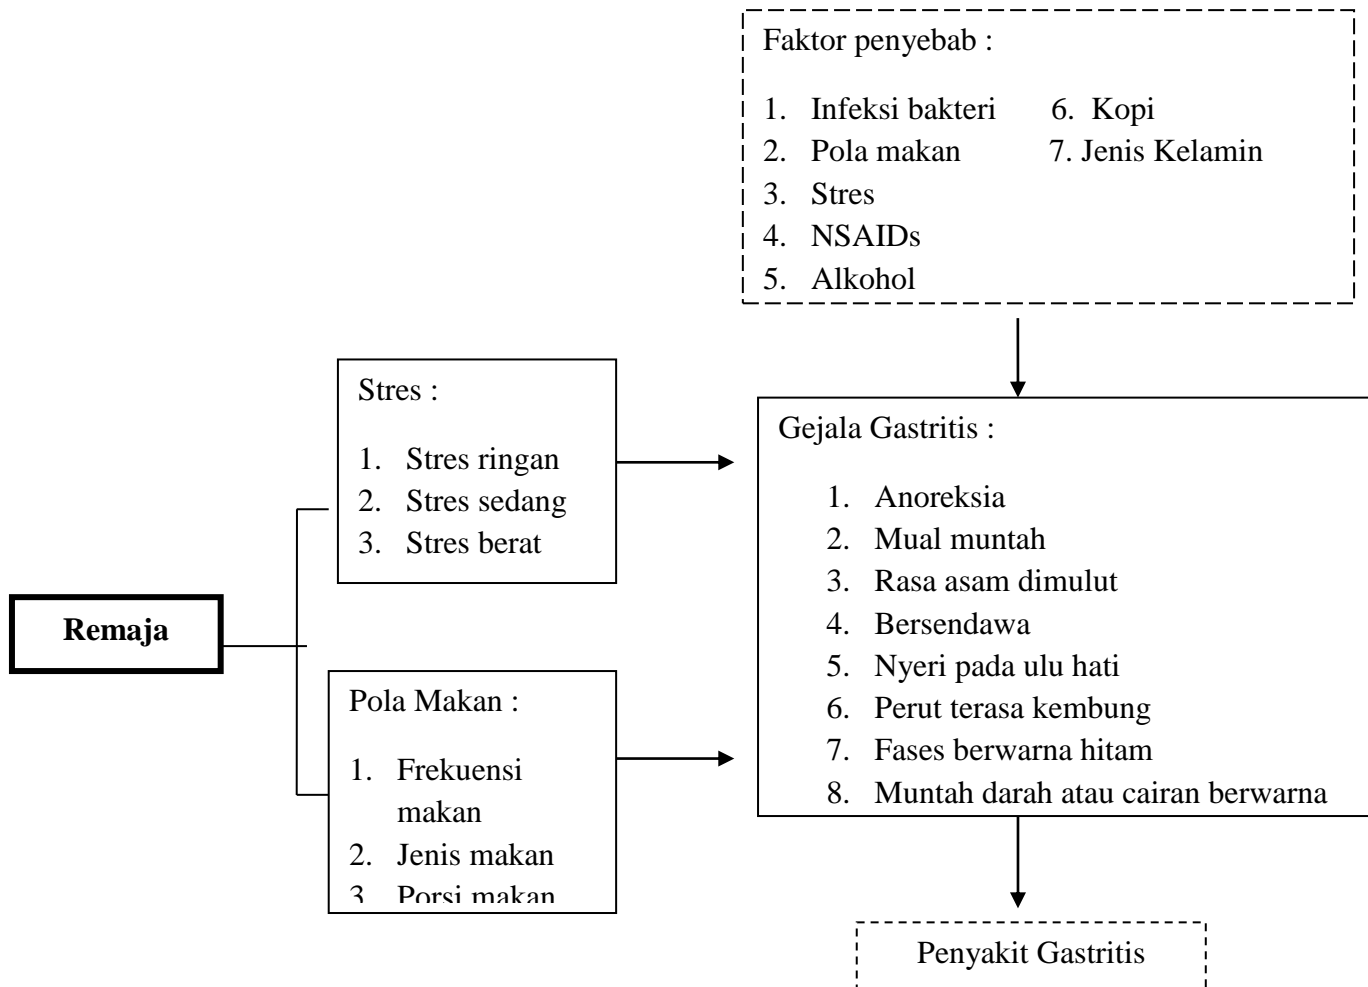 Faktor penyebab :
1. Infeksi bakteri 6. Kopi
2. Pola makan 7. Jenis Kelamin
3. Stres
4. NSAIDs
5. Alkohol
Stres :
1. Stres ringan
2. Stres sedang
3. Stres berat
Gejala Gastritis :
1. Anoreksia
2. Mual muntah
3. Rasa asam dimulut
4. Bersendawa
5. Nyeri pada ulu hati
6. Perut terasa kembung
7. Fases berwarna hitam
8. Muntah darah atau cairan berwarna
Remaja
Pola Makan :
1. Frekuensi
makan
2. Jenis makan
3. Porsi makan
Penyakit Gastritis